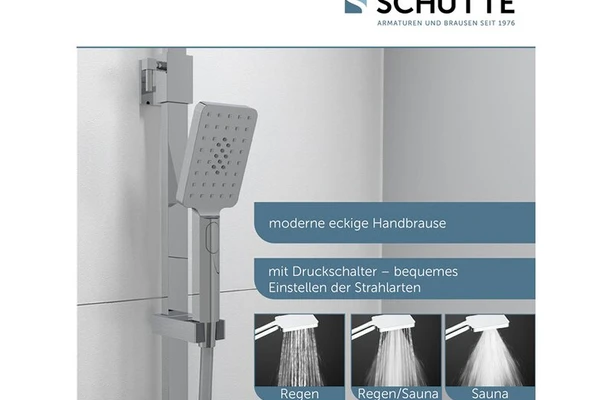 SCHÜTTE
ARMATUREN UND BRAUSEN SEIT 1976
moderne eckige Handbrause
mit Druckschalter – bequemes
Einstellen der Strahlarten
Regen
Regen/Sauna
Sauna